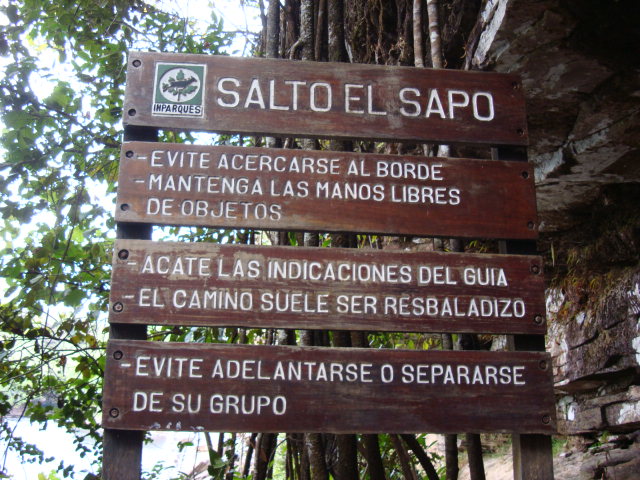 INPARQUES
SALTO EL SAPO
- EVITE ACERCARSE AL BORDE
- MANTENGA LAS MANOS LIBRES
DE OBJETOS
- ACATE LAS INDICACIONES DEL GUIA
- EL CAMINO SUELE SER RESBALADIZO
- EVITE ADELANTARSE O SEPARARSE
DE SU GRUPO